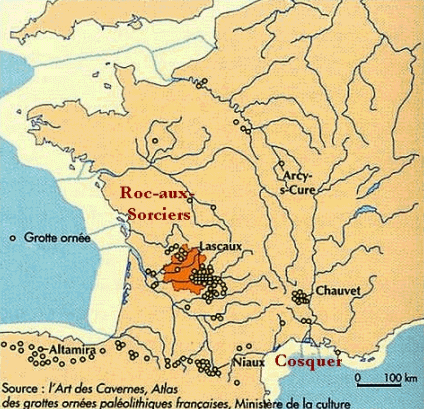 Arcy-
s-Cure
Roc-aux-
Sorciers
Grotte ornée
Lascaux
Chauvet
Altamira
Niaux
Cosquer
0 100 km
Source : l'Art des Cavernes, Atlas
des grottes ornées paléolithiques françaises, Ministère de la culture